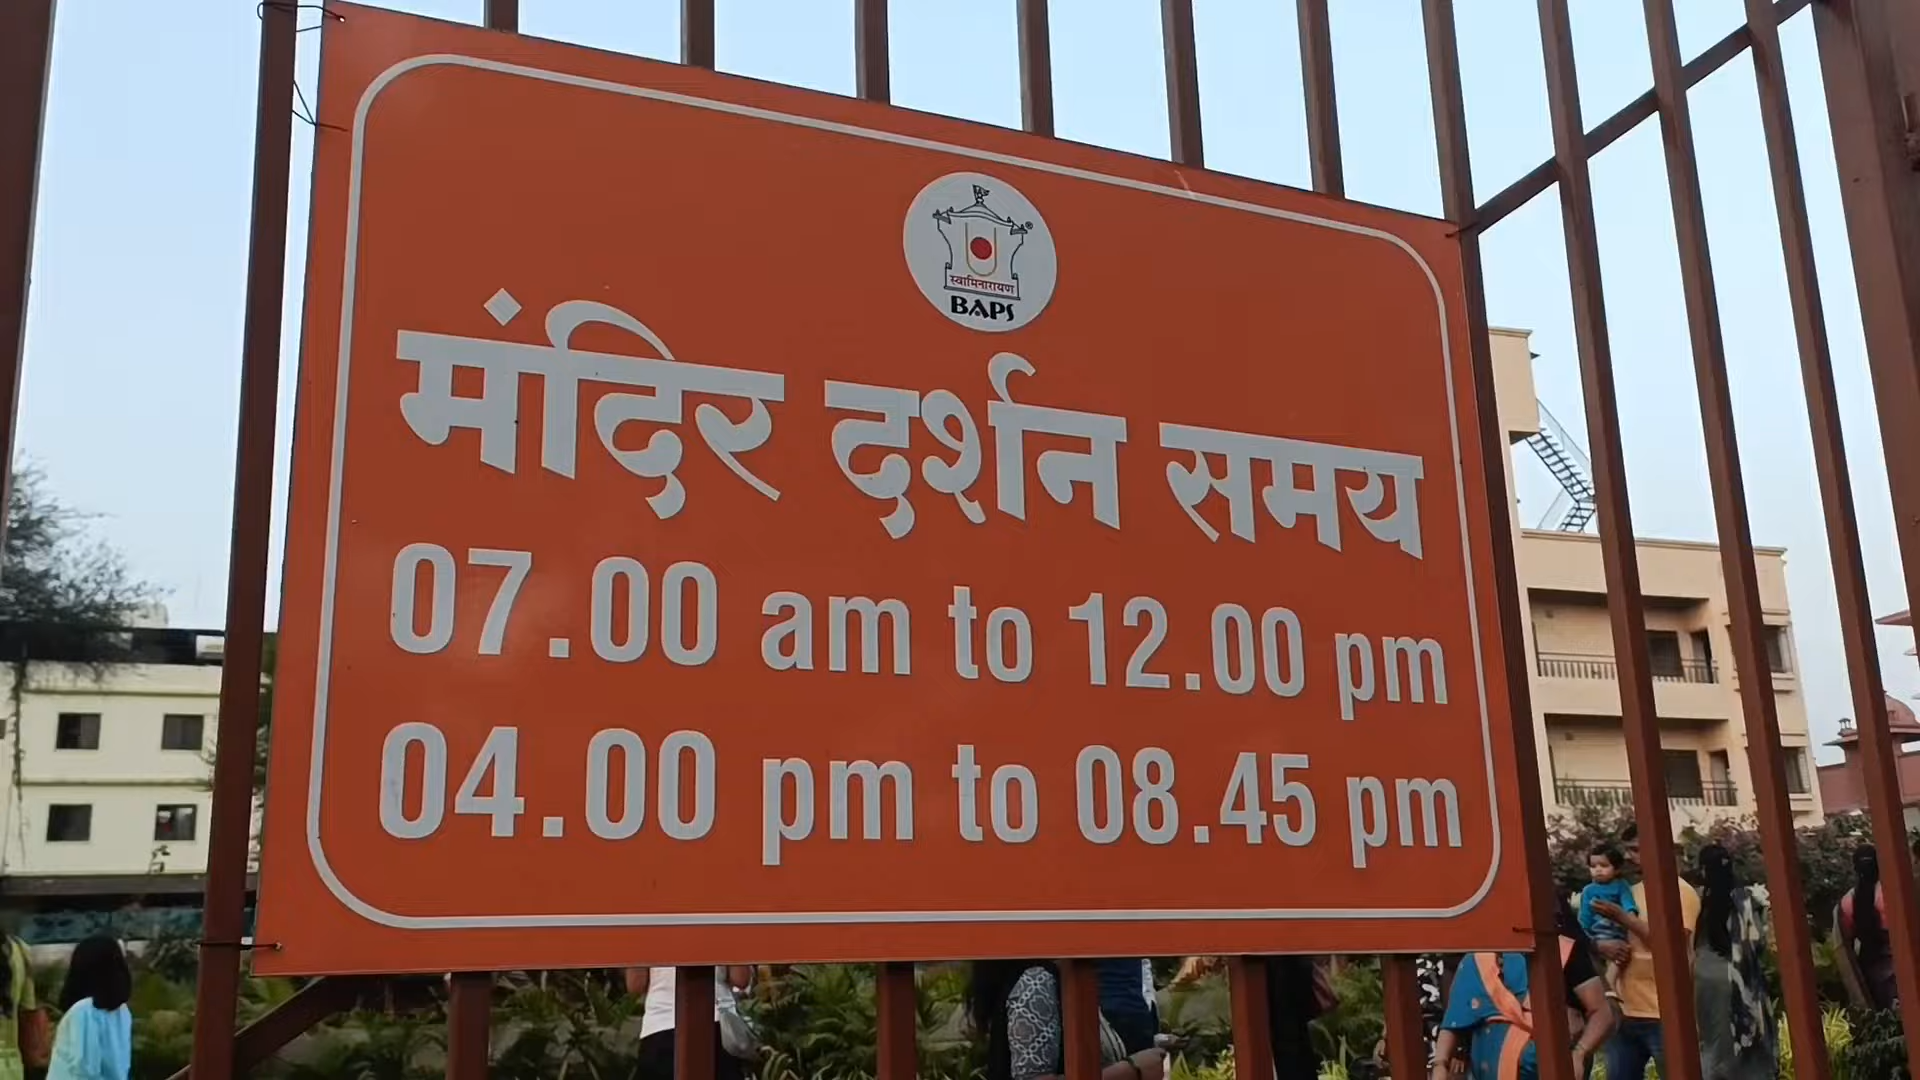 स्वामिनारायण
BAPS
मंदिर दर्शन समय
07.00 am to 12.00 pm
04.00 pm to 08.45 pm